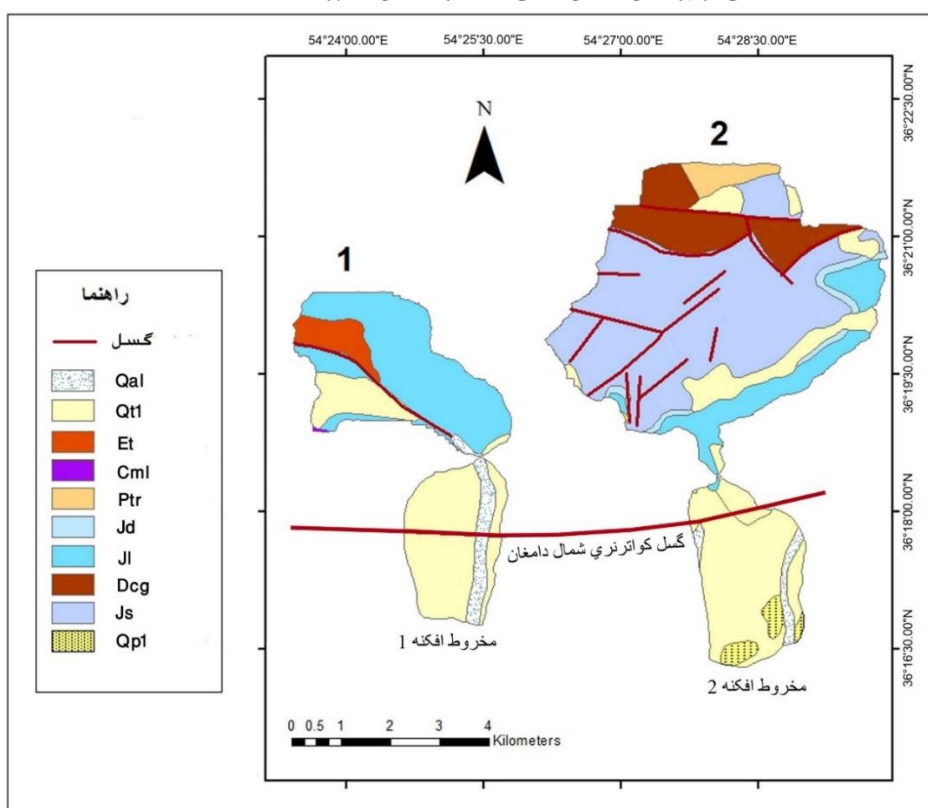 54°24'00.00"E
54°25'30.00"E
54°27'00.00"E
54°28'30.00"E
36°22'30.00"N
N
2
36°21'00.00"N
1
راهنما
گسل
Qal
Qt1
Et
Cml
Ptr
Jd
Jl
Dcg
Js
Qp1
36°19'30.00"N
36°18'00.00"N
گسل کواترنري شمال دامغان
مخروط افکنه 1
36°16'30.00"N
مخروط افکنه 2
0 0.5 1 2 3 4
Kilometers